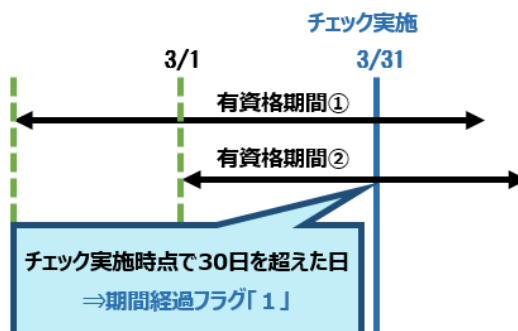 チェック実施
3/1
3/31
有資格期間①
有資格期間②
チェック実施時点で30日を超えた日
⇒期間経過フラグ「1」